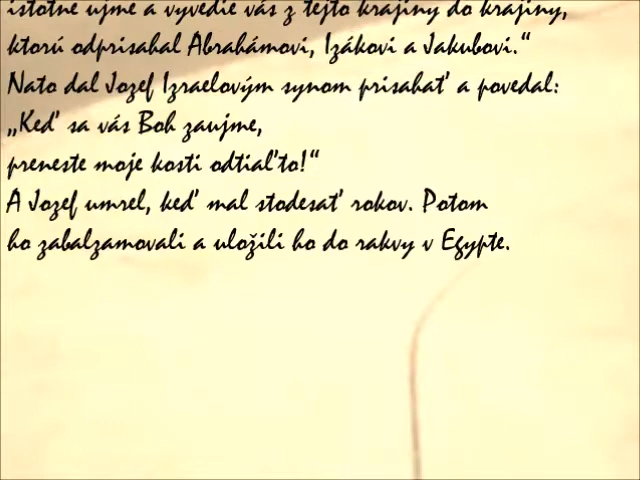 istotne ujme a vyvedie vás z tejto krajiny do krajiny,
ktorú odprisahal Abrahámovi, Izákovi a Jakubovi.“
Nato dal Jozef Izraelovým synom prisahať a povedal:
„Keď sa vás Boh zaujme,
preneste moje kosti odtiaľto!“
A Jozef umrel, keď mal stodesať rokov. Potom
ho zabalzamovali a uložili ho do rakvy v Egypte.